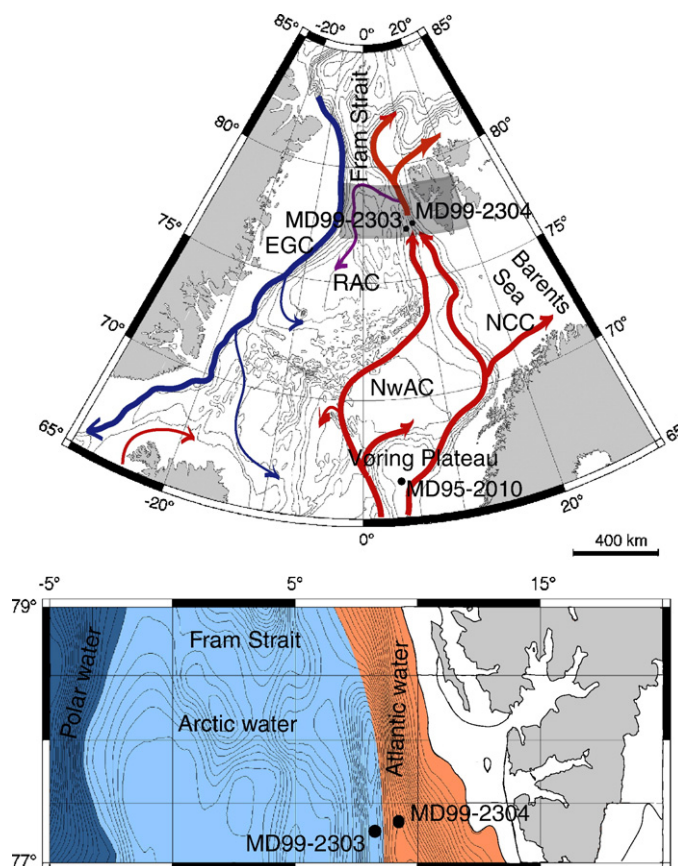 -20° 0° 20°
85° 85°
80° 80°
Fram Strait
MD99-2303 MD99-2304
75° 75°
EGC
RAC
Barents
Sea
NCC
70° 70°
NwAC
65° 65°
Vøring Plateau
MD95-2010
-20° 0° 20°
400 km
-5° 5° 15°
79°
Fram Strait
Polar water
Arctic water
Atlantic water
MD99-2304
MD99-2303
77°